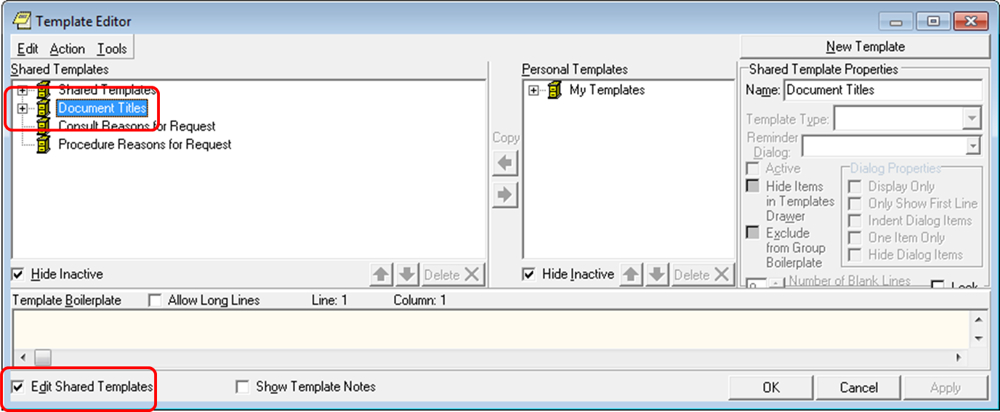 Template Editor
Edit Action Tools
New Template
Shared Templates
Shared Templates
Document Titles
Consult Reasons for Request
Procedure Reasons for Request
Hide Inactive
Delete
Copy
Personal Templates
My Templates
Hide Inactive
Delete
Shared Template Properties
Name: Document Titles
Template Type:
Reminder
Dialog:
Active
Hide Items
in Templates
Drawer
Exclude
from Group
Boilerplate
Dialog Properties
Display Only
Only Show First Line
Indent Dialog Items
One Item Only
Hide Dialog Items
0 Number of Blank Lines
Lock
Template Boilerplate Allow Long Lines Line: 1 Column: 1
Edit Shared Templates Show Template Notes OK Cancel Apply